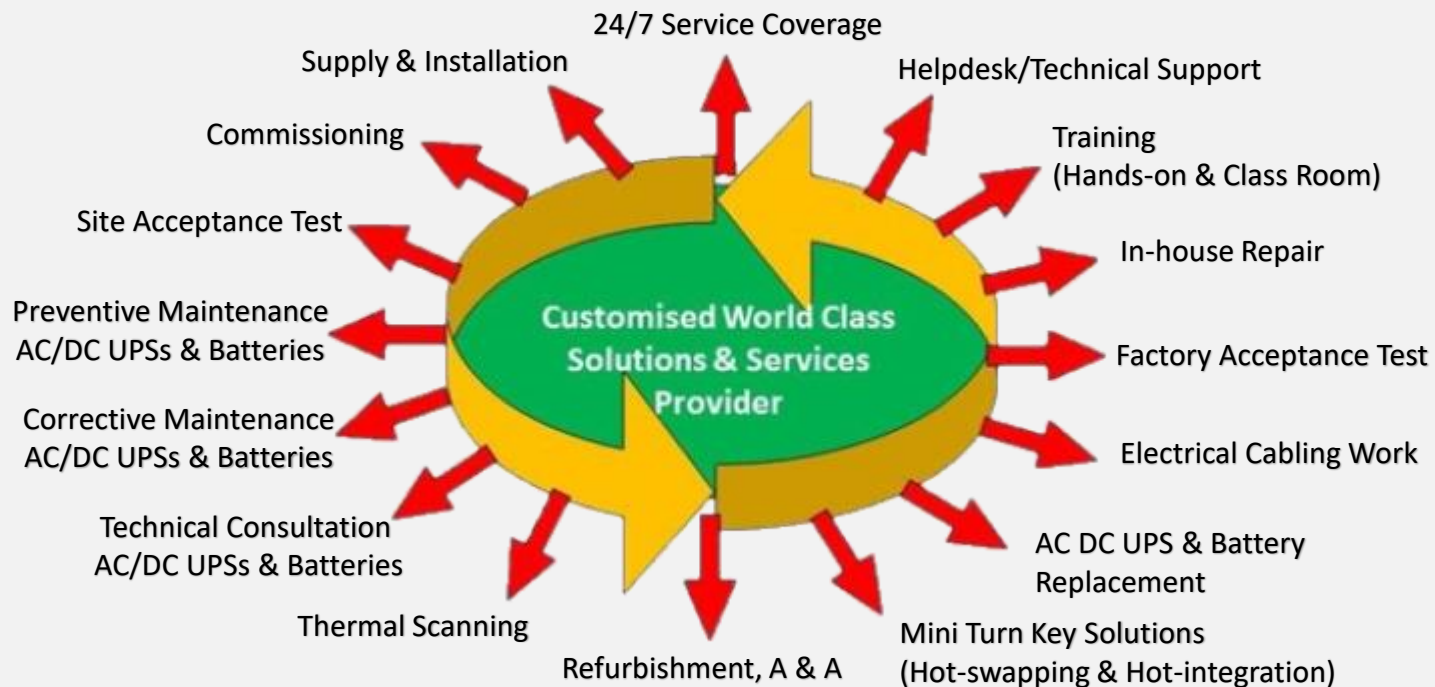 24/7 Service Coverage
Supply & Installation
Helpdesk/Technical Support
Commissioning
Training
(Hands-on & Class Room)
Site Acceptance Test
In-house Repair
Preventive Maintenance
AC/DC UPSs & Batteries
Customised World Class
Solutions & Services
Provider
Factory Acceptance Test
Corrective Maintenance
AC/DC UPSs & Batteries
Electrical Cabling Work
Technical Consultation
AC/DC UPSs & Batteries
AC DC UPS & Battery
Replacement
Thermal Scanning
Mini Turn Key Solutions
(Hot-swapping & Hot-integration)
Refurbishment, A & A